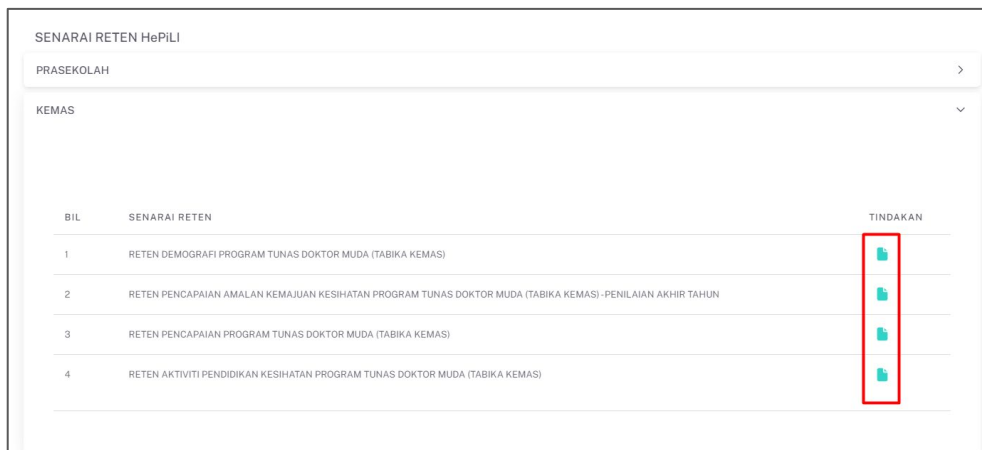 SENARAI RETEN HePiLI
PRASEKOLAH
KEMAS
BIL SENARAI RETEN TINDAKAN
1 RETEN DEMOGRAFI PROGRAM TUNAS DOKTOR MUDA (TABIKA KEMAS)
2 RETEN PENCAPAIAN AMALAN KEMAJUAN KESIHATAN PROGRAM TUNAS DOKTOR MUDA (TABIKA KEMAS) -PENILAIAN AKHIR TAHUN
3 RETEN PENCAPAIAN PROGRAM TUNAS DOKTOR MUDA (TABIKA KEMAS)
4 RETEN AKTIVITI PENDIDIKAN KESIHATAN PROGRAM TUNAS DOKTOR MUDA (TABIKA KEMAS)